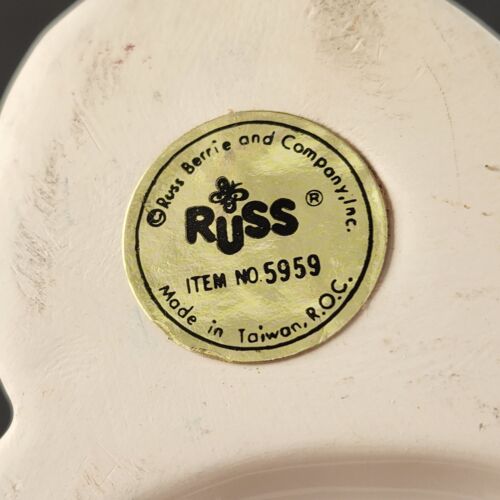 © Russ Berrie and Company, Inc.
RUSS ®
ITEM NO. 5959
Made in Taiwan, R.O.C.